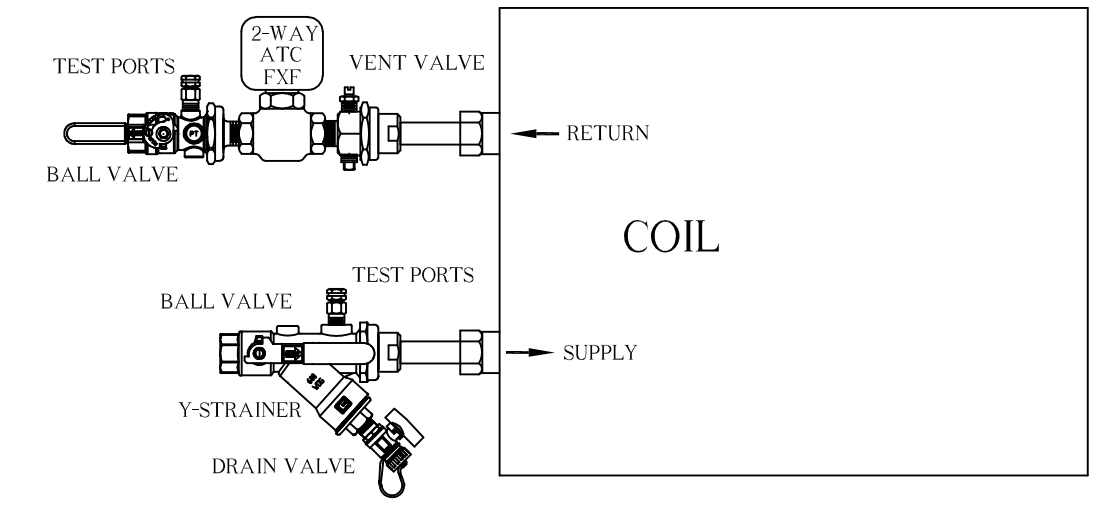 2-WAY
ATC
FXF
TEST PORTS
VENT VALVE
PT
RETURN
BALL VALVE
COIL
TEST PORTS
BALL VALVE
SUPPLY
Y-STRAINER
DRAIN VALVE